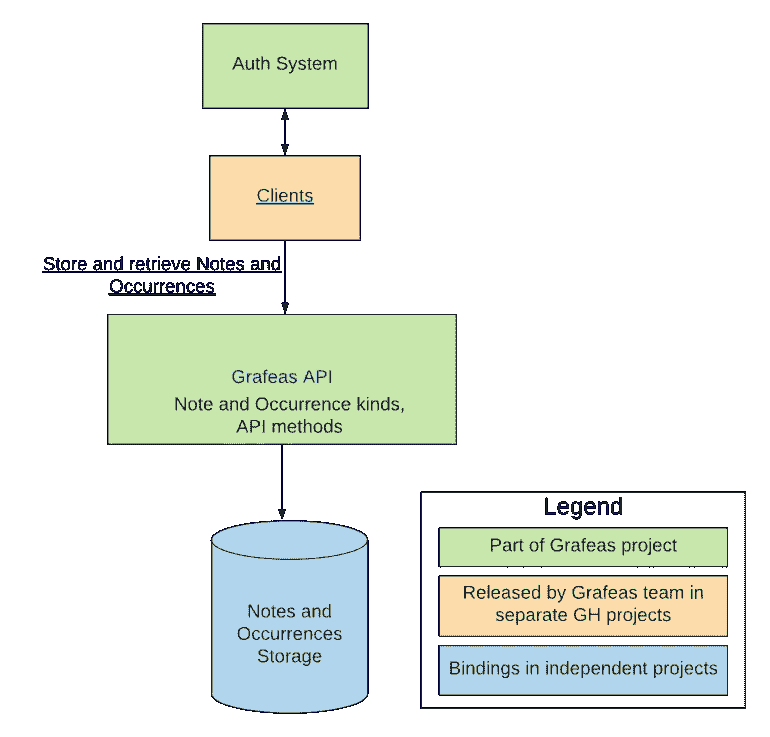 Auth System
Clients
Store and retrieve Notes and
Occurrences
Grafeas API
Note and Occurrence kinds,
API methods
Notes and
Occurrences
Storage
Legend
Part of Grafeas project
Released by Grafeas team in
separate GH projects
Bindings in independent projects